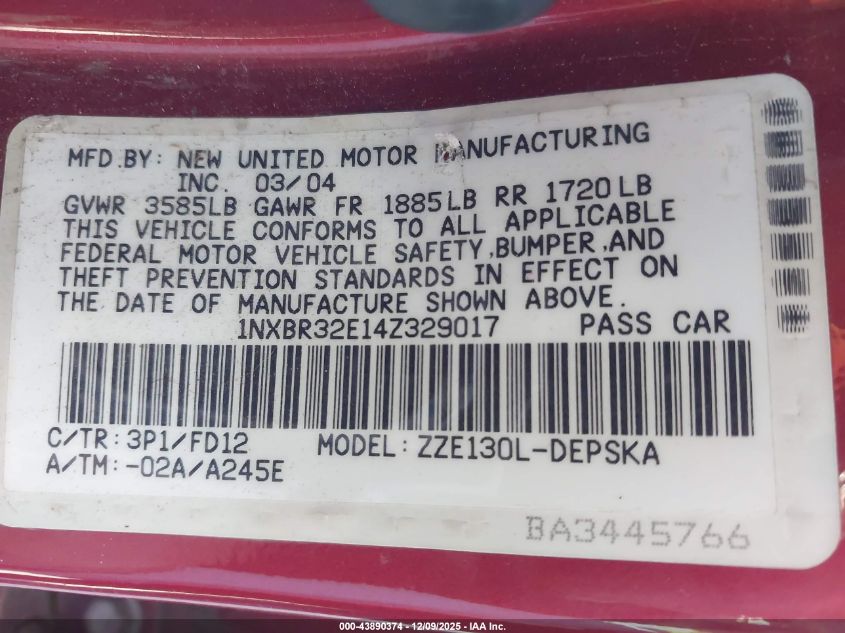 MFD.BY: NEW UNITED MOTOR MANUFACTURING
INC. 03/04
GVWR 3585LB GAWR FR 1885LB RR 1720LB
THIS VEHICLE CONFORMS TO ALL APPLICABLE
FEDERAL MOTOR VEHICLE SAFETY,BUMPER,AND
THEFT PREVENTION STANDARDS IN EFFECT ON
THE DATE OF MANUFACTURE SHOWN ABOVE.
1NXBR32E14Z329017 PASS CAR
C/TR: 3P1/FD12 MODEL: ZZE130L-DEPSKA
A/TM: -02A/A245E
BA3445766
000-43890374 - 12/09/2025 - IAA Inc.